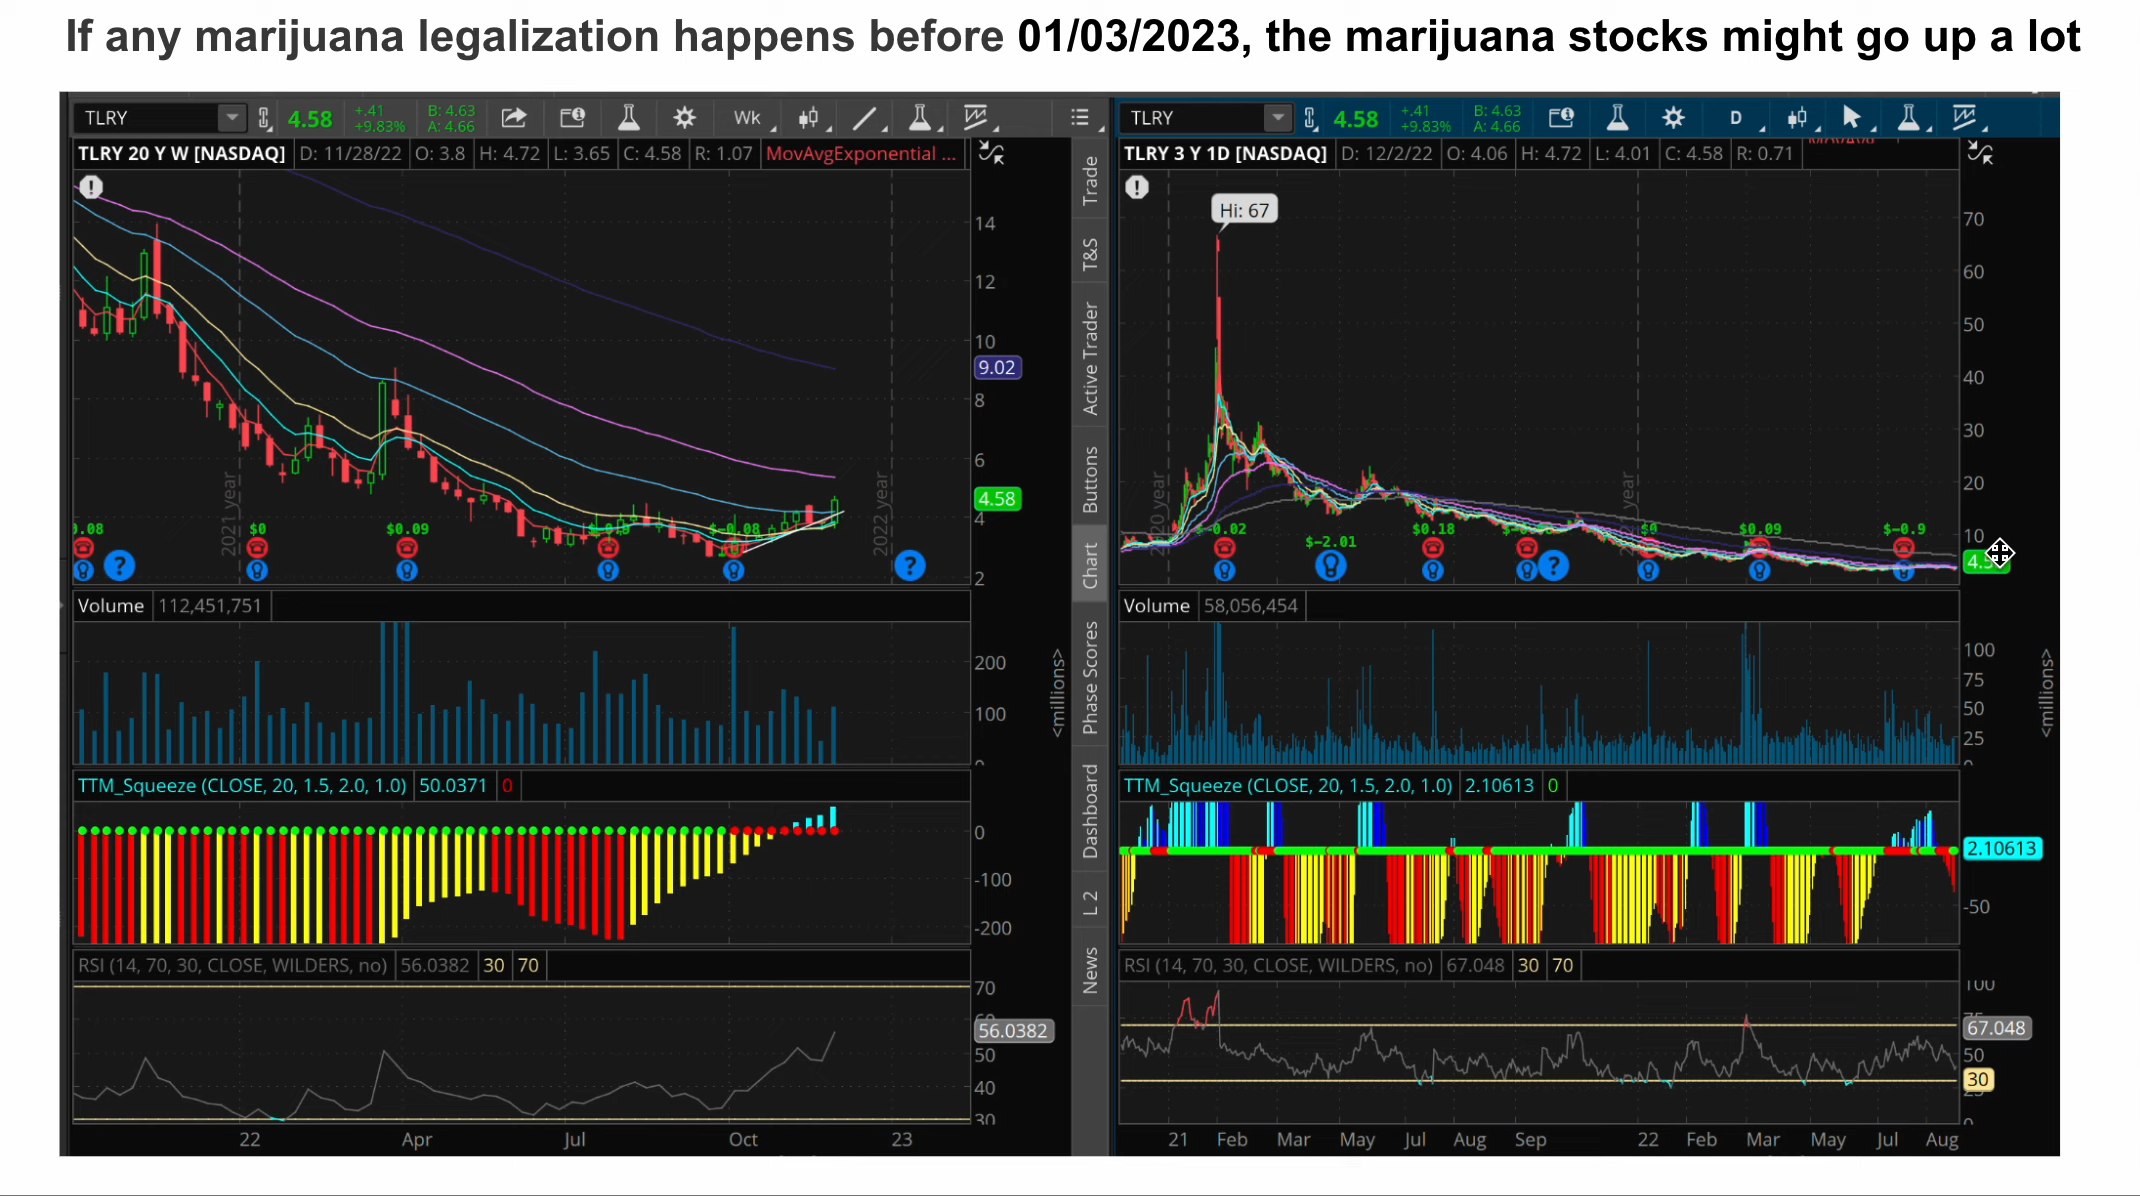 If any marijuana legalization happens before 01/03/2023, the marijuana stocks might go up a lot
TLRY 4.58 +.41 +9.83% B: 4.63 A: 4.66 Wk
TLRY 20 Y W [NASDAQ] D: 11/28/22 O: 3.8 H: 4.72 L: 3.65 C: 4.58 R: 1.07 MovAvgExponential ...
14
12
10
9.02
8
6
4.58
4
2
2021 year
2022 year
$0 $0.09 $-0.08
Volume 112,451,751
200
100
<millions>
TTM_Squeeze (CLOSE, 20, 1.5, 2.0, 1.0) 50.0371 0
0
-100
-200
RSI (14, 70, 30, CLOSE, WILDERS, no) 56.0382 30 70
70
56.0382
50
40
30
22 Apr Jul Oct 23
Trade
T&S
Active Trader
Buttons
Chart
Phase Scores
Dashboard
L 2
News
TLRY 4.58 +.41 +9.83% B: 4.63 A: 4.66 D
TLRY 3 Y 1D [NASDAQ] D: 12/2/22 O: 4.06 H: 4.72 L: 4.01 C: 4.58 R: 0.71
Hi: 67
70
60
50
40
30
20
10
year
year
$-2.01 $0.18 $0 $0.09 $-0.9
Volume 58,056,454
100
75
50
25
<millions>
TTM_Squeeze (CLOSE, 20, 1.5, 2.0, 1.0) 2.10613 0
2.10613
-50
RSI (14, 70, 30, CLOSE, WILDERS, no) 67.048 30 70
100
67.048
50
30
21 Feb Mar May Jul Aug Sep 22 Feb Mar May Jul Aug